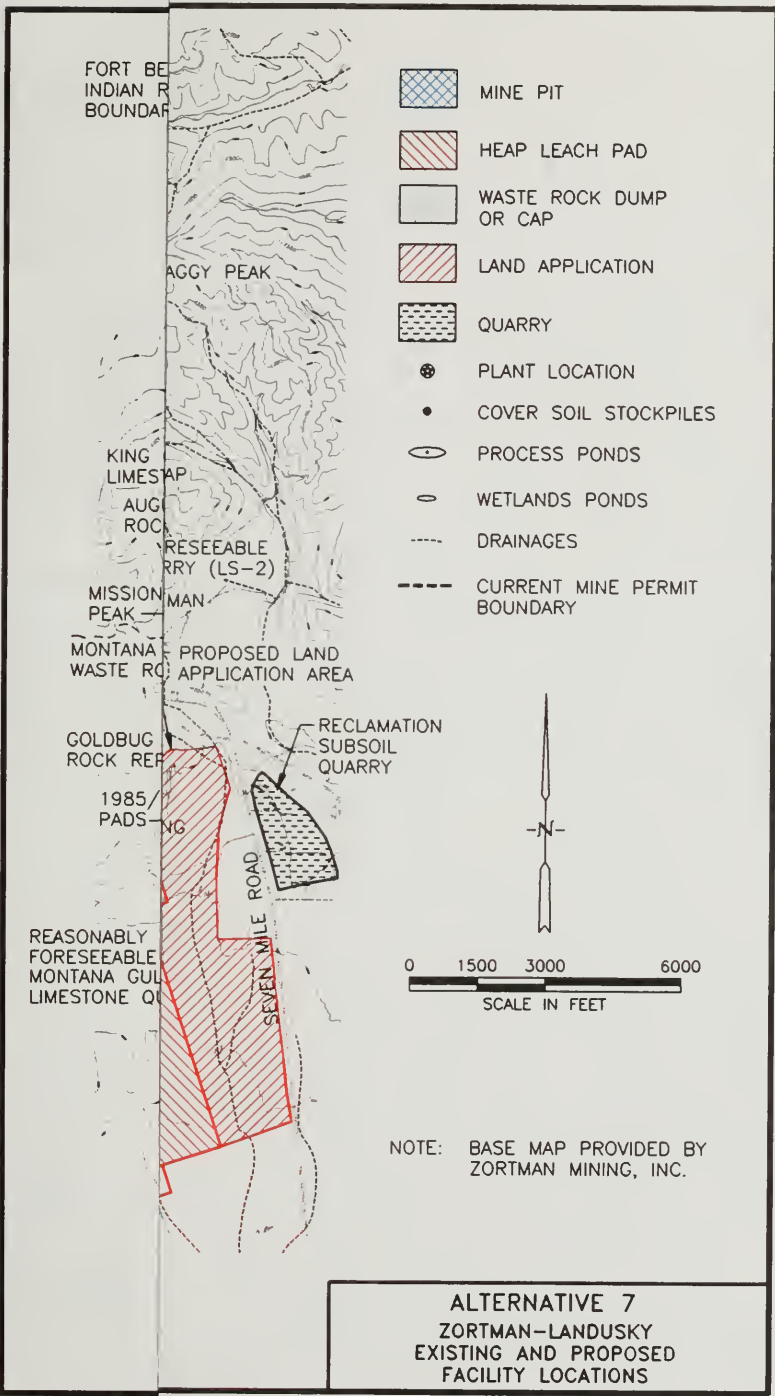 FORT BE
INDIAN R
BOUNDAR
AGGY PEAK
KING
LIMES
AP
AUG
ROC
RESEEABLE
RRY (LS-2)
MISSION
PEAK
MAN
MONTANA
WASTE RO
PROPOSED LAND
APPLICATION AREA
GOLDBUG
ROCK REP
RECLAMATION
SUBSOIL
QUARRY
1985/
PADS
NG
SEVEN MILE ROAD
REASONABLY
FORESEEABLE
MONTANA GUL
LIMESTONE QU
MINE PIT
HEAP LEACH PAD
WASTE ROCK DUMP
OR CAP
LAND APPLICATION
QUARRY
PLANT LOCATION
COVER SOIL STOCKPILES
PROCESS PONDS
WETLANDS PONDS
DRAINAGES
CURRENT MINE PERMIT
BOUNDARY
N
0 1500 3000 6000
SCALE IN FEET
NOTE: BASE MAP PROVIDED BY
ZORTMAN MINING, INC.
ALTERNATIVE 7
ZORTMAN-LANDUSKY
EXISTING AND PROPOSED
FACILITY LOCATIONS